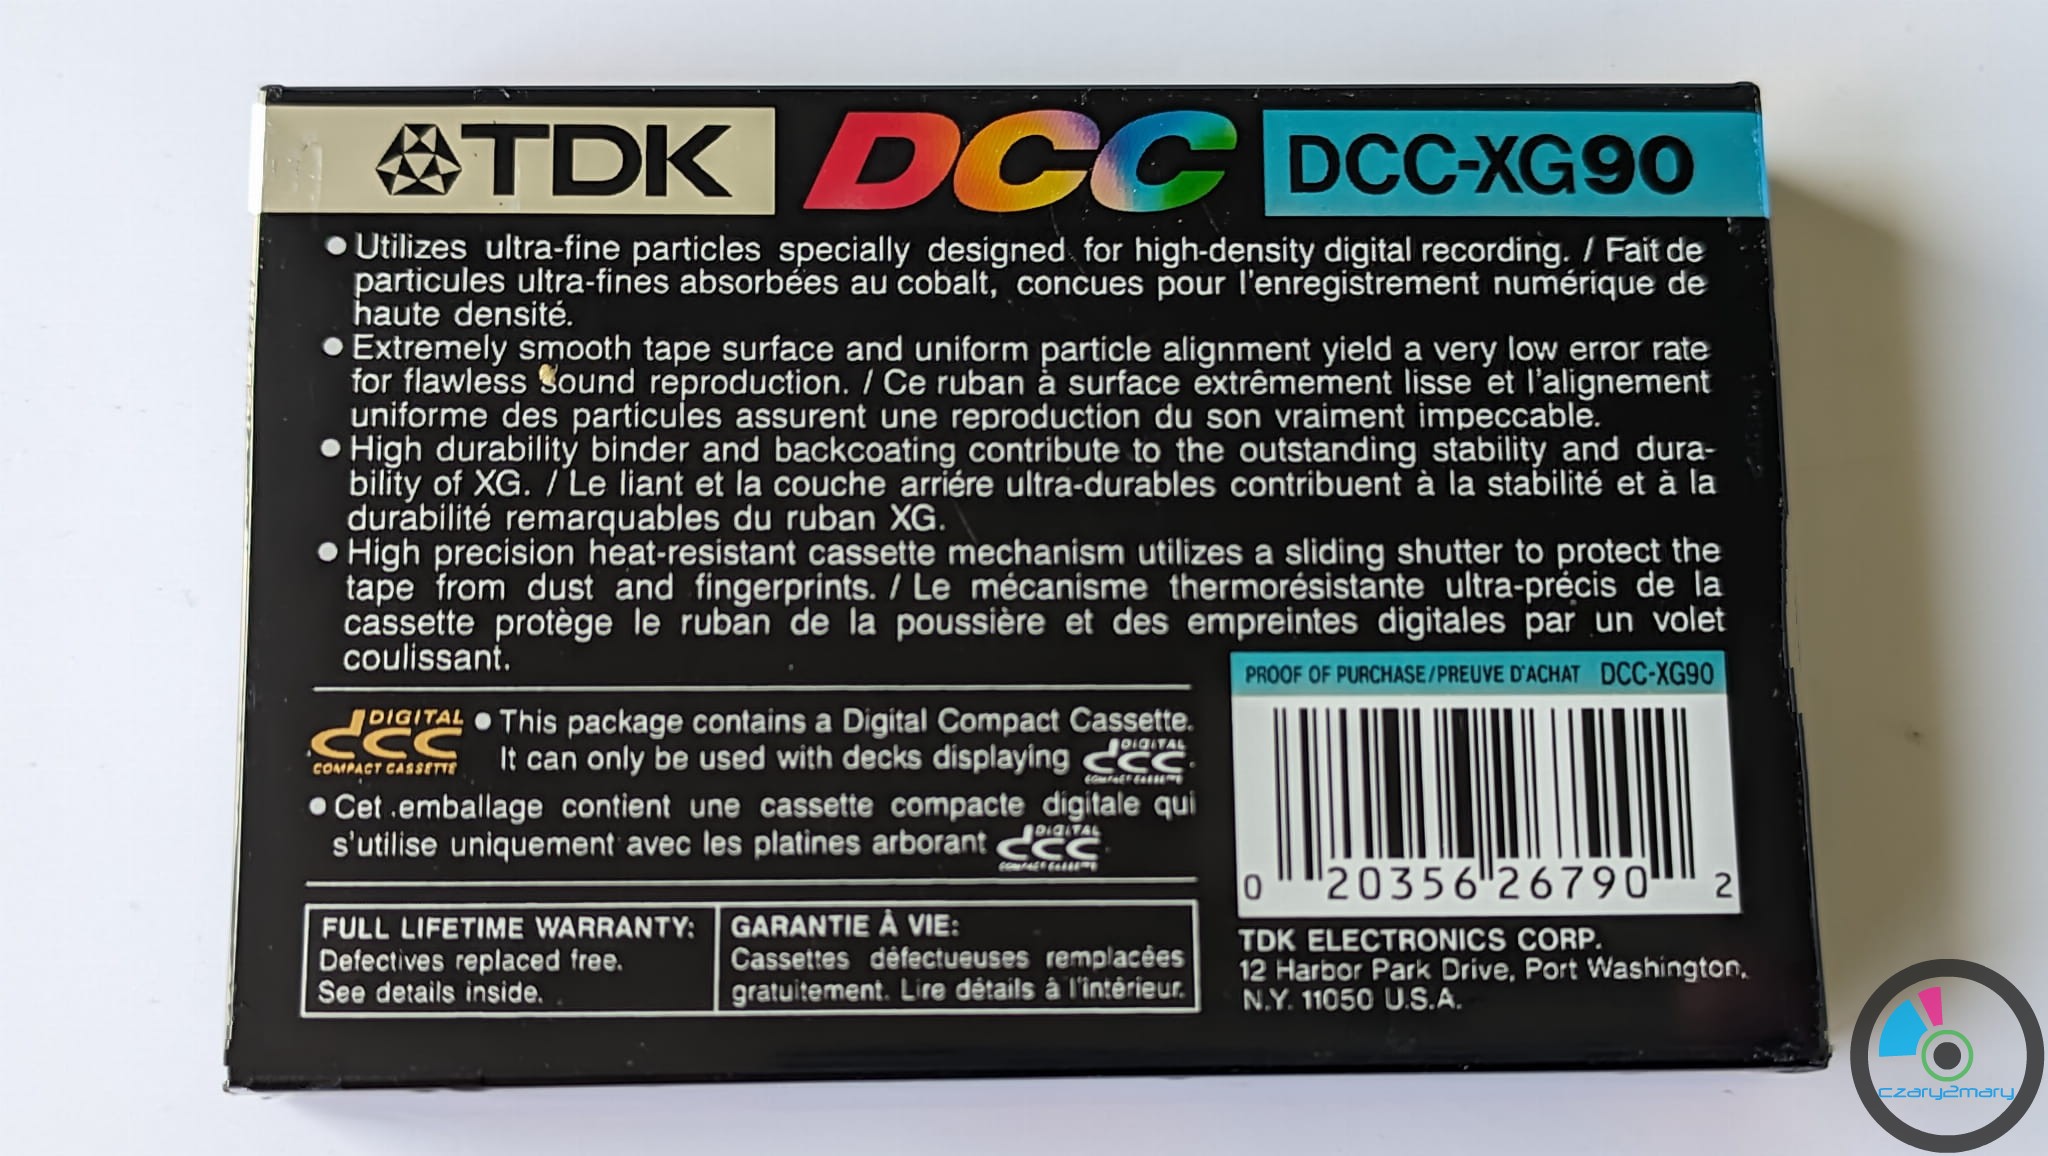 TDK DCC DCC-XG90
● Utilizes ultra-fine particles specially designed for high-density digital recording. / Fait de
particules ultra-fines absorbées au cobalt, concues pour l'enregistrement numérique de
haute densité.
● Extremely smooth tape surface and uniform particle alignment yield a very low error rate
for flawless sound reproduction. / Ce ruban à surface extrêmement lisse et l'alignement
uniforme des particules assurent une reproduction du son vraiment impeccable.
● High durability binder and backcoating contribute to the outstanding stability and dura-
bility of XG. / Le liant et la couche arriére ultra-durables contribuent à la stabilité et à la
durabilité remarquables du ruban XG.
● High precision heat-resistant cassette mechanism utilizes a sliding shutter to protect the
tape from dust and fingerprints. / Le mécanisme thermorésistante ultra-précis de la
cassette protège le ruban de la poussière et des empreintes digitales par un volet
coulissant.
DIGITAL
dcc
COMPACT CASSETTE
● This package contains a Digital Compact Cassette.
It can only be used with decks displaying DIGITAL dcc COMPACT CASSETTE.
● Cet emballage contient une cassette compacte digitale qui
s'utilise uniquement avec les platines arborant DIGITAL dcc COMPACT CASSETTE.
FULL LIFETIME WARRANTY:
Defectives replaced free.
See details inside.
GARANTIE À VIE:
Cassettes défectueuses remplacées
gratuitement. Lire détails à l'intérieur.
PROOF OF PURCHASE/PREUVE D'ACHAT DCC-XG90
0 20356 26790 2
TDK ELECTRONICS CORP.
12 Harbor Park Drive, Port Washington,
N.Y. 11050 U.S.A.
czary2mary